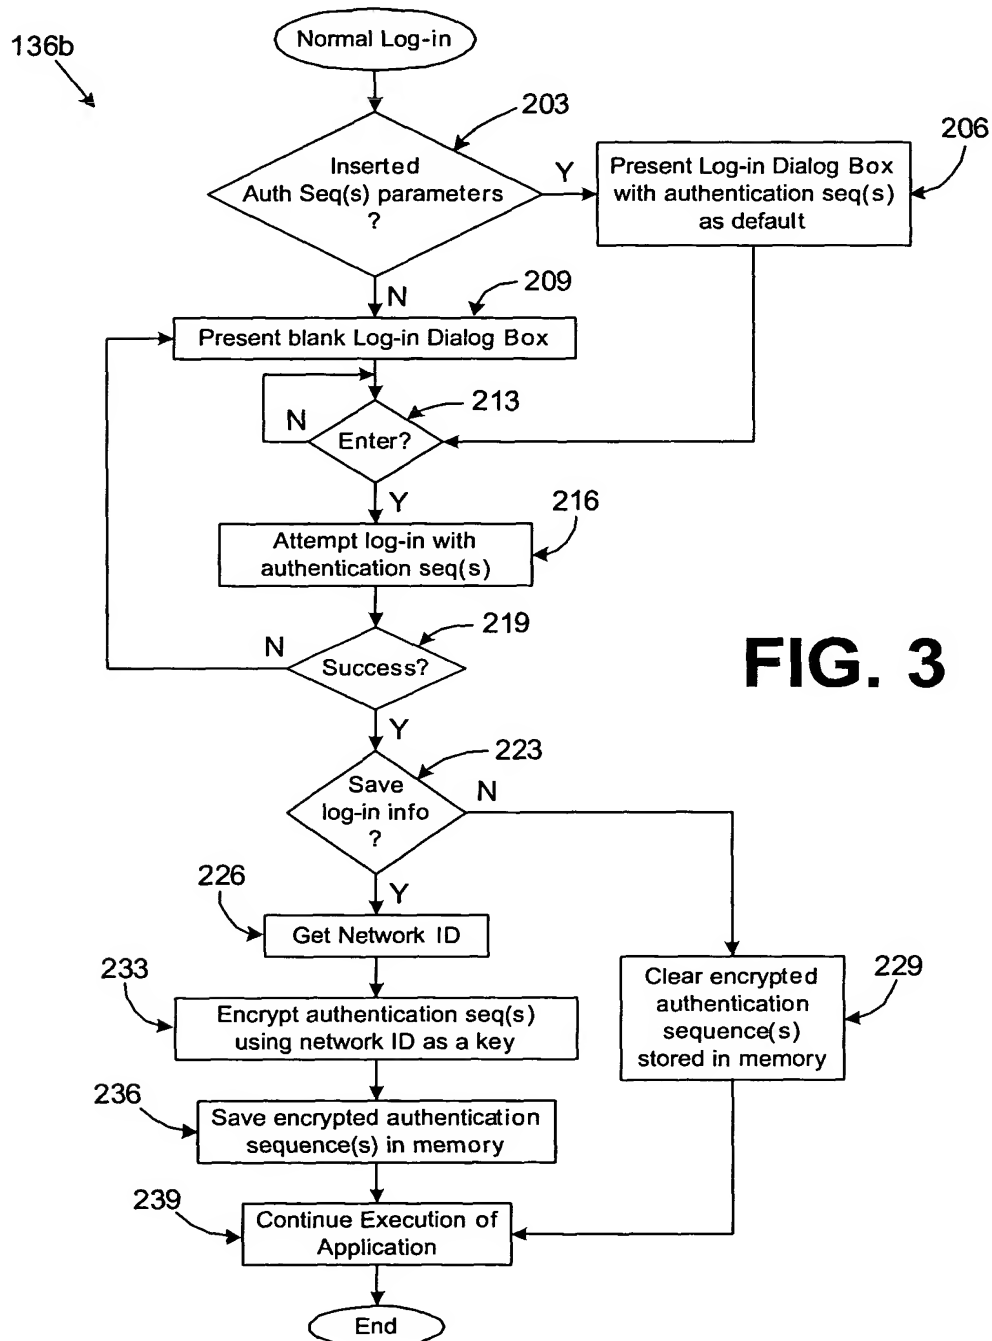 Normal Log-in
136b
203
Inserted
Auth Seq(s) parameters
?
Y
206
Present Log-in Dialog Box
with authentication seq(s)
as default
N
209
Present blank Log-in Dialog Box
213
N
Enter?
Y
216
Attempt log-in with
authentication seq(s)
219
N
Success?
FIG. 3
Y
223
Save
log-in info
?
N
226
Y
Get Network ID
233
Encrypt authentication seq(s)
using network ID as a key
229
Clear encrypted
authentication
sequence(s)
stored in memory
236
Save encrypted authentication
sequence(s) in memory
239
Continue Execution of
Application
End